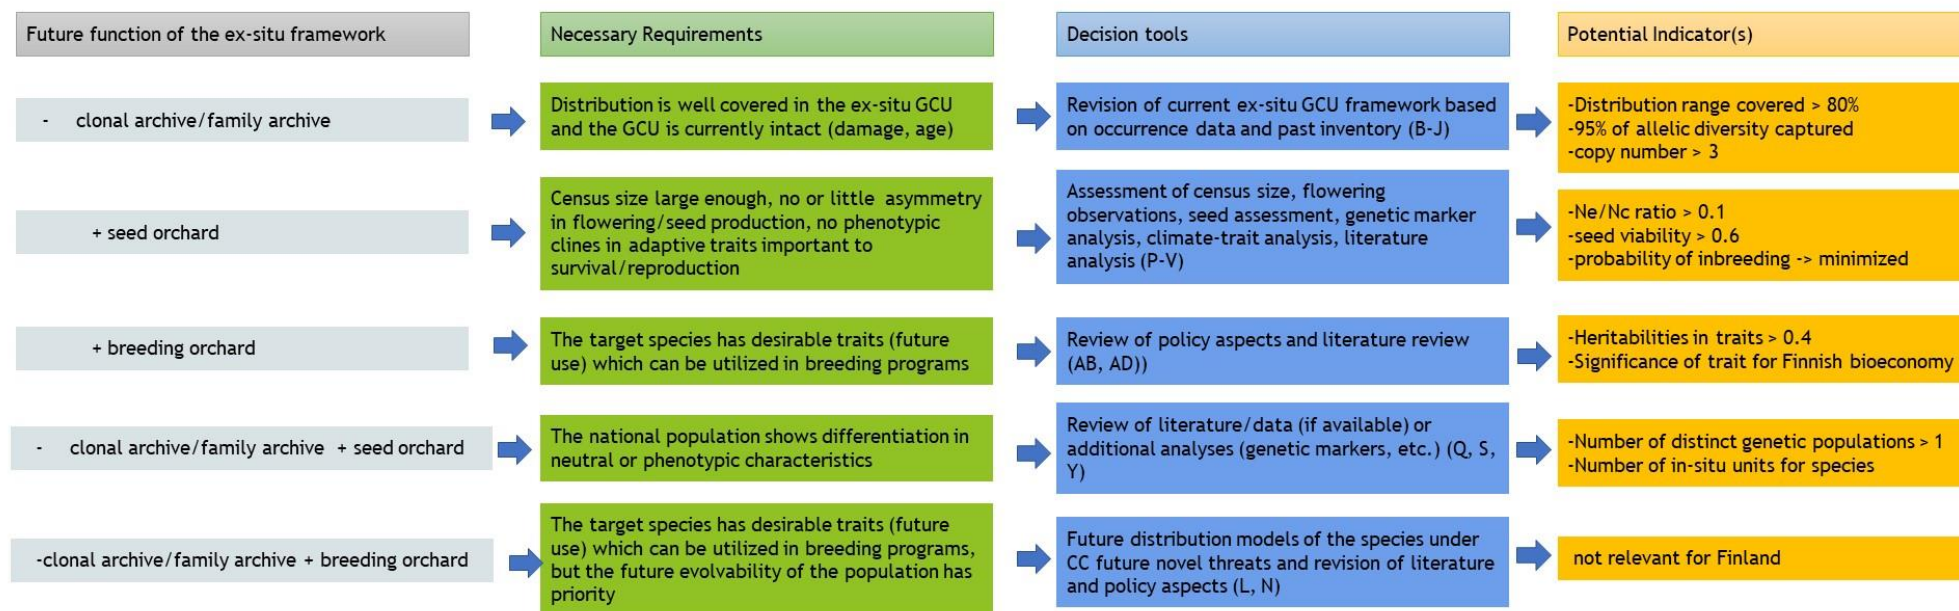 Future function of the ex-situ framework
Necessary Requirements
Decision tools
Potential Indicator(s)
- clonal archive/family archive
Distribution is well covered in the ex-situ GCU
and the GCU is currently intact (damage, age)
Revision of current ex-situ GCU framework based
on occurrence data and past inventory (B-J)
-Distribution range covered > 80%
-95% of allelic diversity captured
-copy number > 3
+ seed orchard
Census size large enough, no or little asymmetry
in flowering/seed production, no phenotypic
clines in adaptive traits important to
survival/reproduction
Assessment of census size, flowering
observations, seed assessment, genetic marker
analysis, climate-trait analysis, literature
analysis (P-V)
-Ne/Nc ratio > 0.1
-seed viability > 0.6
-probability of inbreeding -> minimized
+ breeding orchard
The target species has desirable traits (future
use) which can be utilized in breeding programs
Review of policy aspects and literature review
(AB, AD))
-Heritabilities in traits > 0.4
-Significance of trait for Finnish bioeconomy
- clonal archive/family archive + seed orchard
The national population shows differentiation in
neutral or phenotypic characteristics
Review of literature/data (if available) or
additional analyses (genetic markers, etc.) (Q, S,
Y)
-Number of distinct genetic populations > 1
-Number of in-situ units for species
-clonal archive/family archive + breeding orchard
The target species has desirable traits (future
use) which can be utilized in breeding programs,
but the future evolvability of the population has
priority
Future distribution models of the species under
CC future novel threats and revision of literature
and policy aspects (L, N)
not relevant for Finland